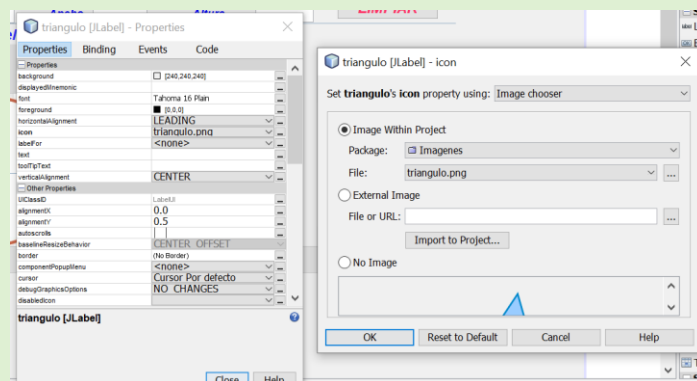 Ancho Altura LIMPIAR
triangulo [JLabel] - Properties
Properties Binding Events Code
Properties
background [240,240,240]
displayedMnemonic
font Tahoma 16 Plain
foreground [0,0,0]
horizontalAlignment LEADING
icon triangulo.png
labelFor <none>
text
toolTipText
verticalAlignment CENTER
Other Properties
UIClassID LabelUI
alignmentX 0.0
alignmentY 0.5
autoscrolls
baselineResizeBehavior CENTER_OFFSET
border (No Border)
componentPopupMenu <none>
cursor Cursor Por defecto
debugGraphicsOptions NO_CHANGES
disabledIcon
triangulo [JLabel]
Close Help
triangulo [JLabel] - icon
Set triangulo's icon property using: Image chooser
Image Within Project
Package: Imagenes
File: triangulo.png ...
External Image
File or URL: ...
Import to Project...
No Image
OK Reset to Default Cancel Help